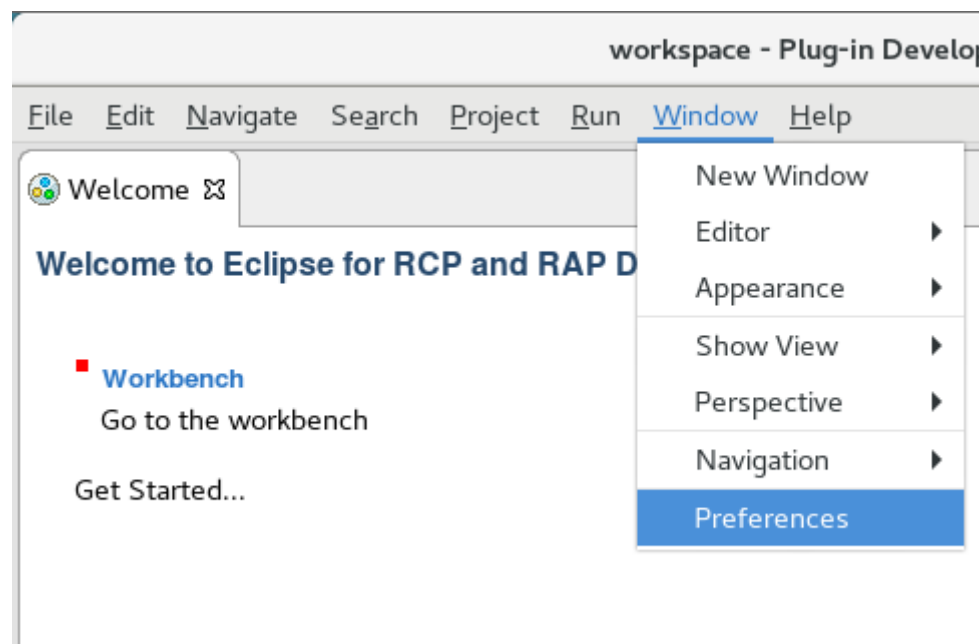 workspace - Plug-in Develop
File Edit Navigate Search Project Run Window Help
Welcome
New Window
Editor
Welcome to Eclipse for RCP and RAP D
Appearance
Show View
Workbench
Perspective
Go to the workbench
Navigation
Get Started...
Preferences